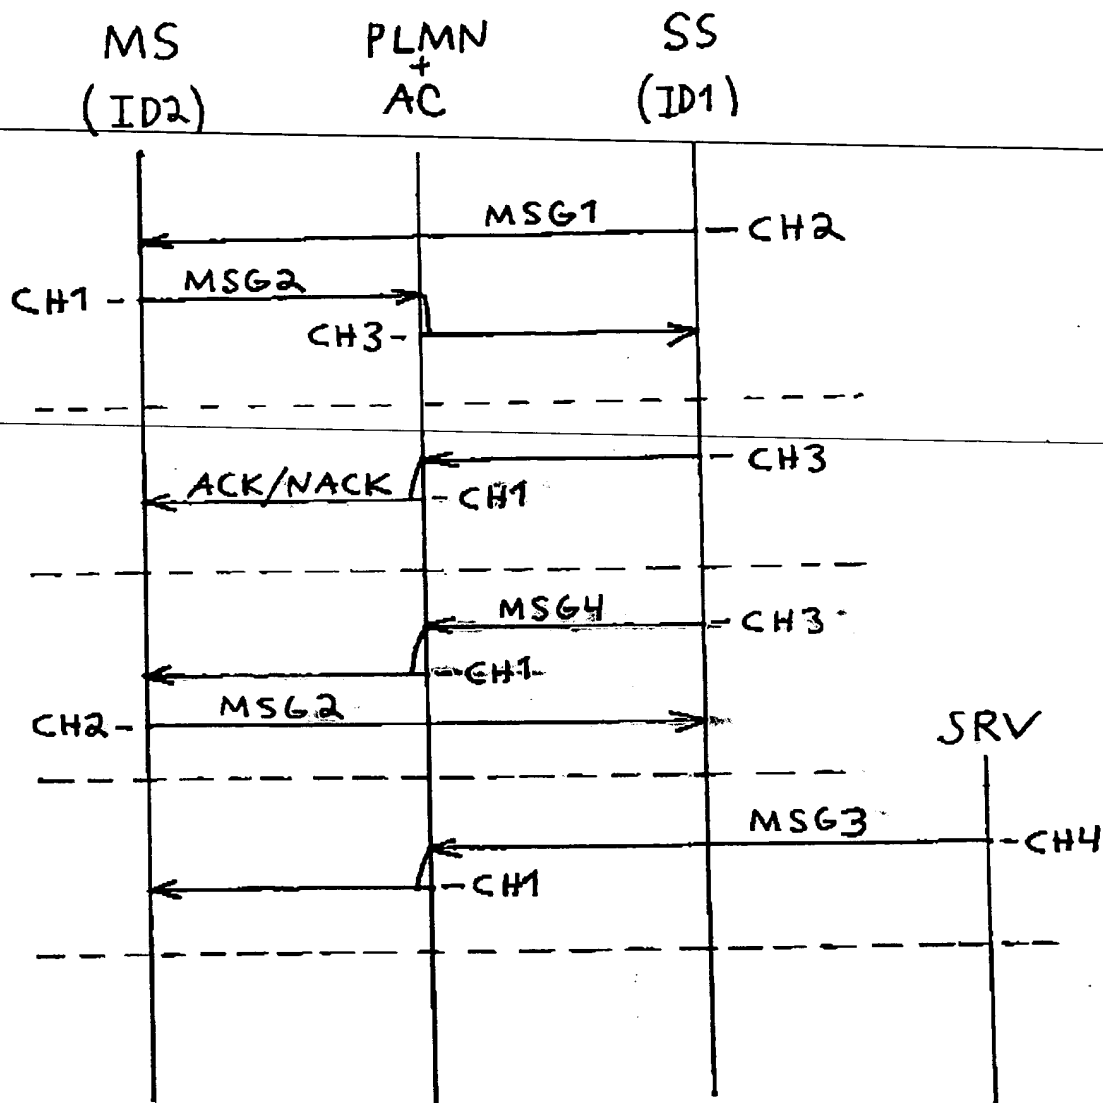 MS PLMN SS
+
(ID2) AC (ID1)
MSG1 CH2
CH1 MSG2
CH3
CH3
ACK/NACK CH1
MSG4 CH3
CH1
CH2 MSG2 SRV
MSG3 CH4
CH1